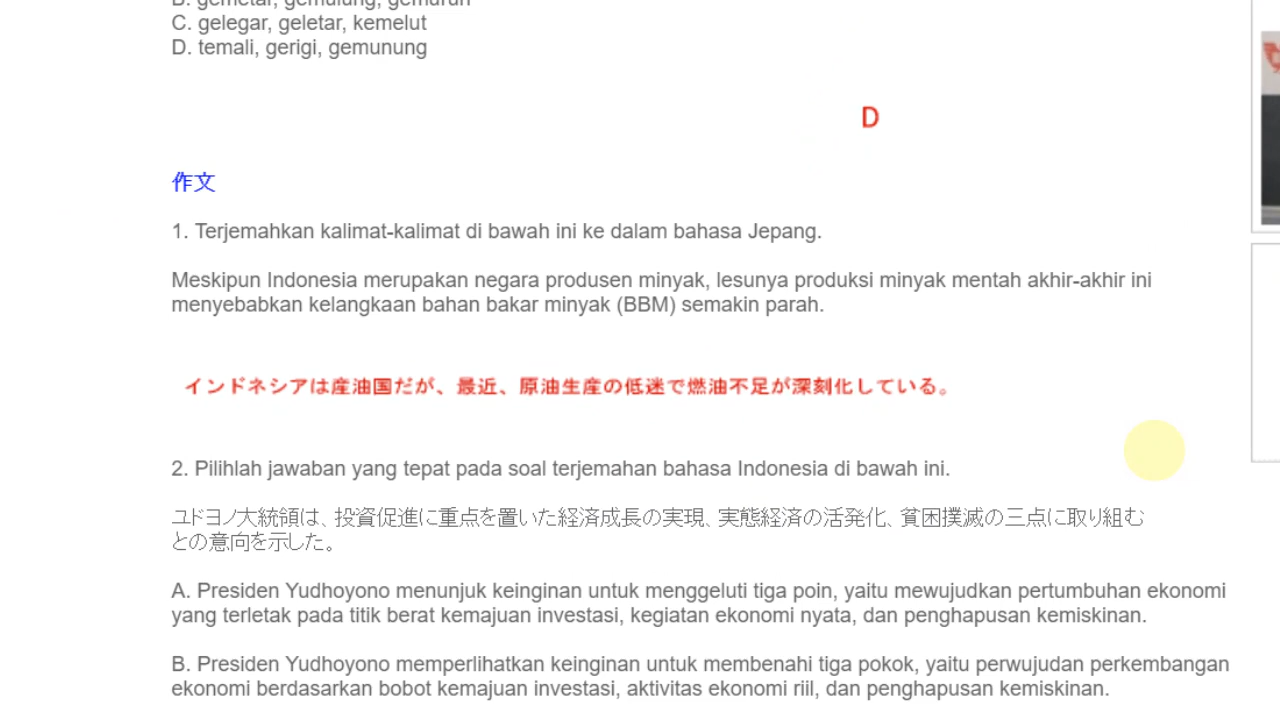 B. gemetar, gemulung, gemuruh
C. gelegar, geletar, kemelut
D. temali, gerigi, gemunung
D
作文
1. Terjemahkan kalimat-kalimat di bawah ini ke dalam bahasa Jepang.
Meskipun Indonesia merupakan negara produsen minyak, lesunya produksi minyak mentah akhir-akhir ini
menyebabkan kelangkaan bahan bakar minyak (BBM) semakin parah.
インドネシアは産油国だが、最近、原油生産の低迷で燃油不足が深刻化している。
2. Pilihlah jawaban yang tepat pada soal terjemahan bahasa Indonesia di bawah ini.
ユドヨノ大統領は、投資促進に重点を置いた経済成長の実現、実態経済の活発化、貧困撲滅の三点に取り組む
との意向を示した。
A. Presiden Yudhoyono menunjuk keinginan untuk menggeluti tiga poin, yaitu mewujudkan pertumbuhan ekonomi
yang terletak pada titik berat kemajuan investasi, kegiatan ekonomi nyata, dan penghapusan kemiskinan.
B. Presiden Yudhoyono memperlihatkan keinginan untuk membenahi tiga pokok, yaitu perwujudan perkembangan
ekonomi berdasarkan bobot kemajuan investasi, aktivitas ekonomi riil, dan penghapusan kemiskinan.